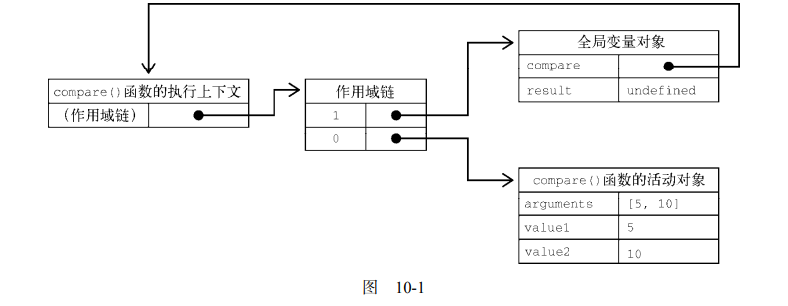 全局变量对象
compare
result undefined
compare()函数的执行上下文
(作用域链)
作用域链
1
0
compare()函数的活动对象
arguments [5, 10]
value1 5
value2 10
图 10-1